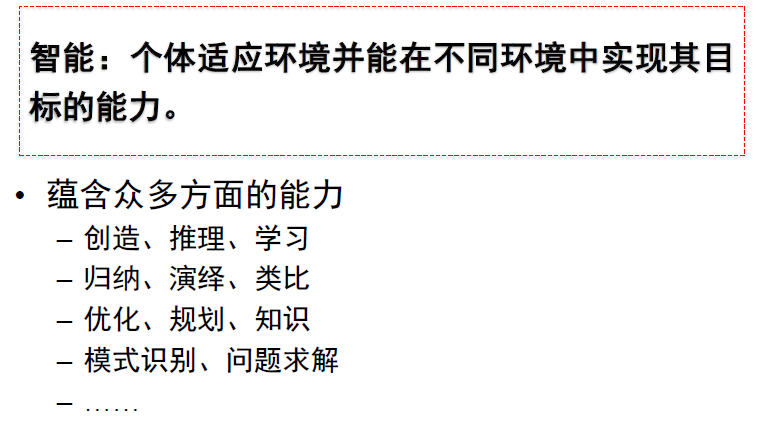 智能：个体适应环境并能在不同环境中实现其目
标的能力。
• 蕴含众多方面的能力
– 创造、推理、学习
– 归纳、演绎、类比
– 优化、规划、知识
– 模式识别、问题求解
– ……